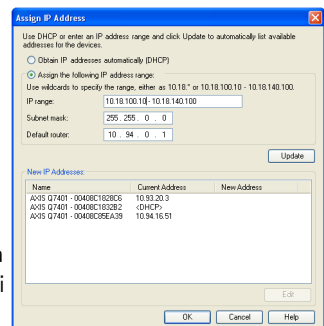 Assign IP Address
Use DHCP or enter an IP address range and click Update to automatically list available
addresses for the devices.
Obtain IP addresses automatically (DHCP)
Assign the following IP address range:
Use wildcards to specify the range, either as 10.18.* or 10.18.100.10 - 10.18.140.100.
IP range: 10.18.100.10 - 10.18.140.100
Subnet mask: 255 . 255 . 0 . 0
Default router: 10 . 94 . 0 . 1
Update
New IP Addresses:
Name Current Address New Address
AXIS Q7401 - 00408C1828C6 10.93.20.3
AXIS Q7401 - 00408C1832B2 <DHCP>
AXIS Q7401 - 00408C85EA39 10.94.16.51
i
Edit
OK Cancel Help